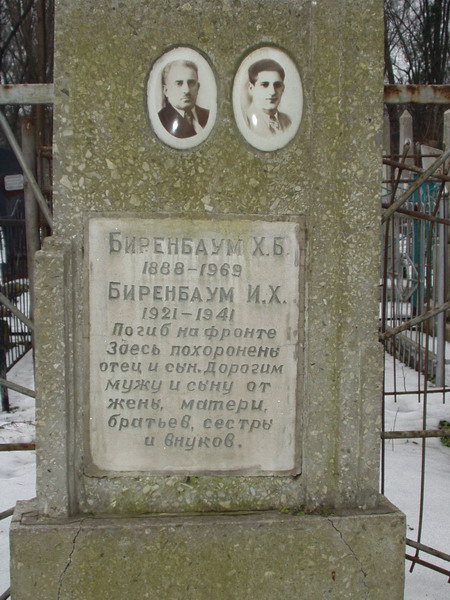 БИРЕНБАУМ Х.Б.
1888–1969
БИРЕНБАУМ И.Х.
1921–1941
Погиб на фронте
Здесь похоронены
отец и сын. Дорогим
мужу и сыну от
жены, матери,
братьев, сестры
и внуков.